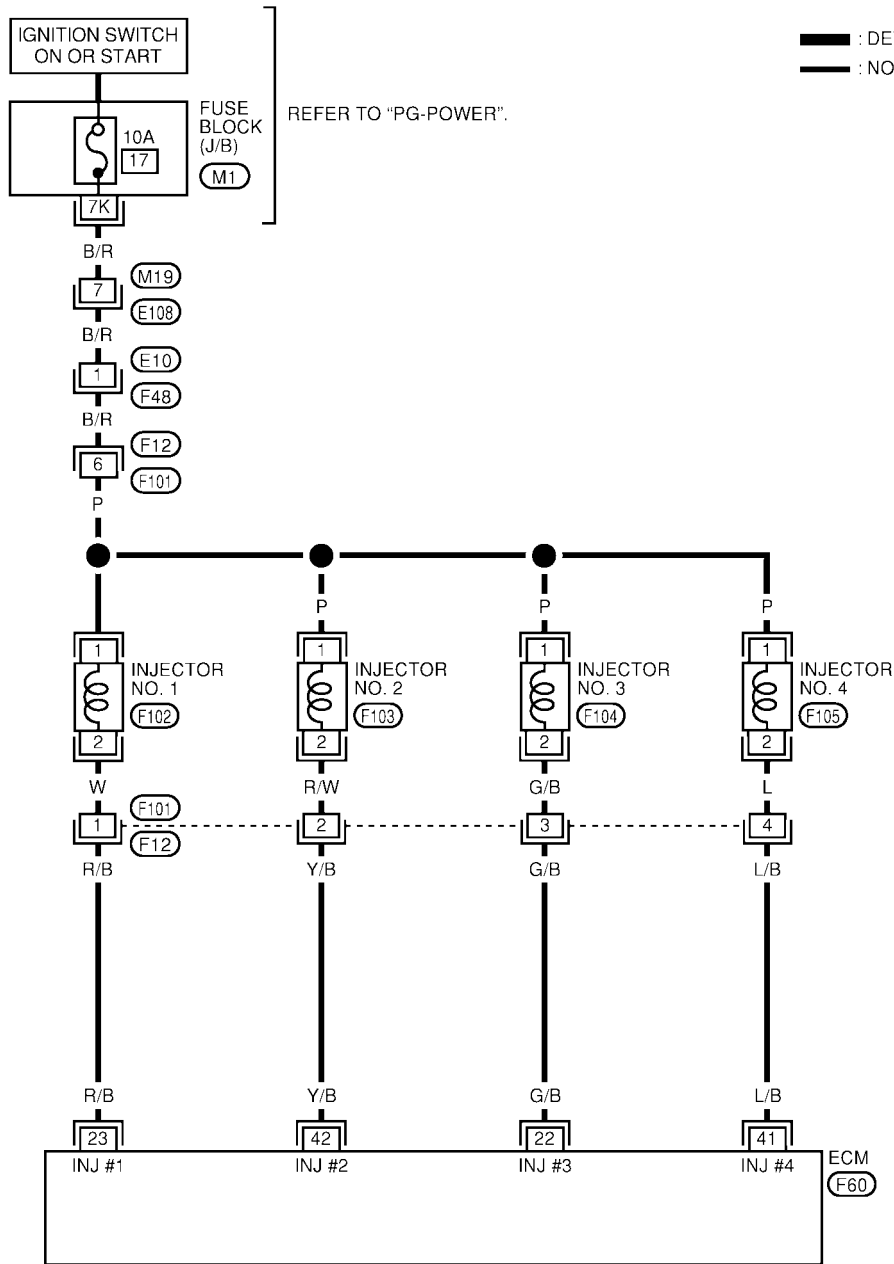 IGNITION SWITCH
ON OR START
: DE
: NO
FUSE
BLOCK
(J/B)
M1
REFER TO “PG-POWER”.
10A
17
7K
B/R
7
M19
E108
B/R
1
E10
F48
B/R
6
F12
F101
P
P
P
P
1
1
1
1
INJECTOR
NO. 1
F102
INJECTOR
NO. 2
F103
INJECTOR
NO. 3
F104
INJECTOR
NO. 4
F105
2
2
2
2
W
R/W
G/B
L
1
F101
F12
2
3
4
R/B
Y/B
G/B
L/B
R/B
Y/B
G/B
L/B
23
42
22
41
INJ #1
INJ #2
INJ #3
INJ #4
ECM
F60